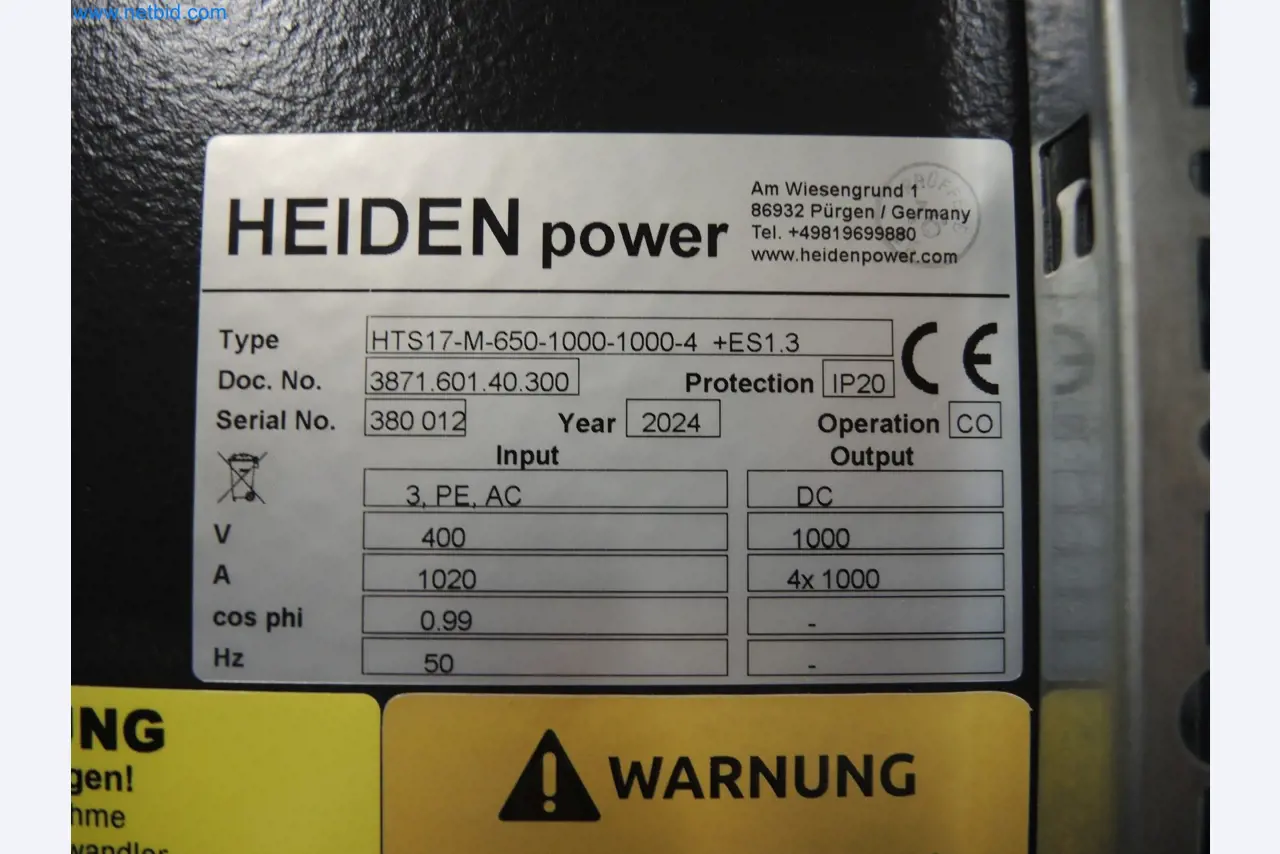 www.netbid.com
HEIDEN power
Am Wiesengrund 1
86932 Pürgen / Germany
Tel. +49819699880
www.heidenpower.com
Type HTS17-M-650-1000-1000-4 +ES1.3
Doc. No. 3871.601.40.300 Protection IP20 CE
Serial No. 380 012 Year 2024 Operation CO
Input Output
3, PE, AC DC
V 400 1000
A 1020 4x 1000
cos phi 0.99 -
Hz 50 -
UNG
gen!
hme
wandler
WARNUNG